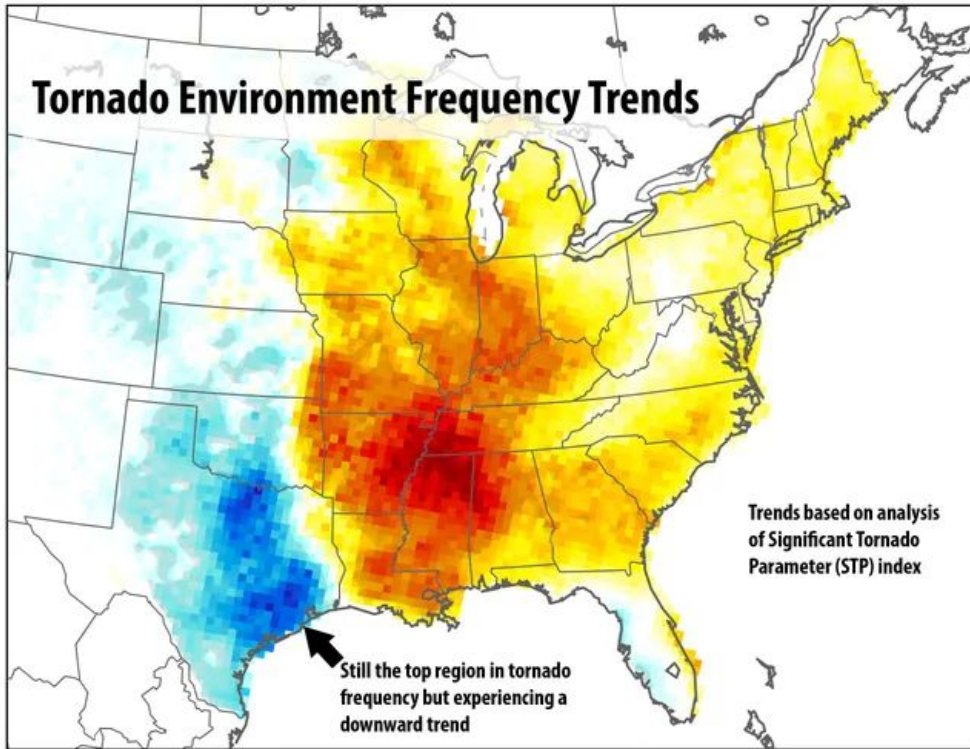 Tornado Environment Frequency Trends
Trends based on analysis
of Significant Tornado
Parameter (STP) index
Still the top region in tornado
frequency but experiencing a
downward trend